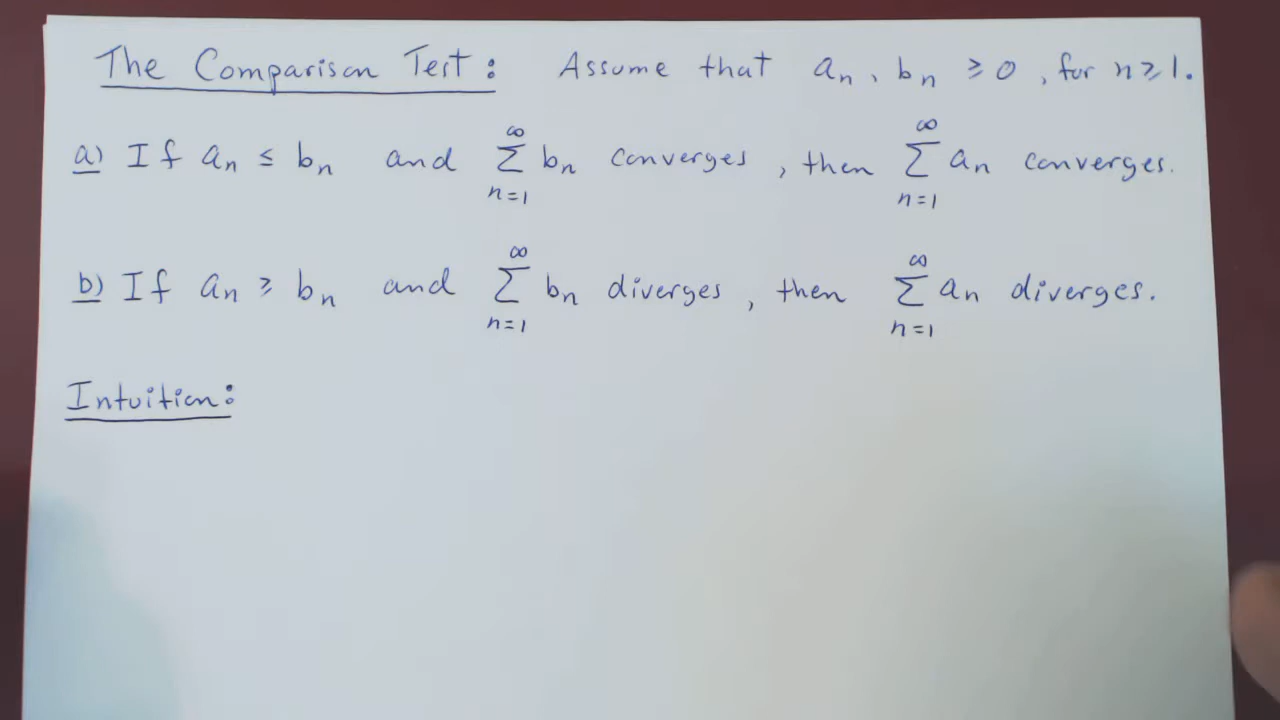 The Comparison Test: Assume that aₙ, bₙ ≥ 0, for n ≥ 1.
a) If aₙ ≤ bₙ and ∑_{n=1}^{∞} bₙ converges, then ∑_{n=1}^{∞} aₙ converges.
b) If aₙ ≥ bₙ and ∑_{n=1}^{∞} bₙ diverges, then ∑_{n=1}^{∞} aₙ diverges.
Intuition: